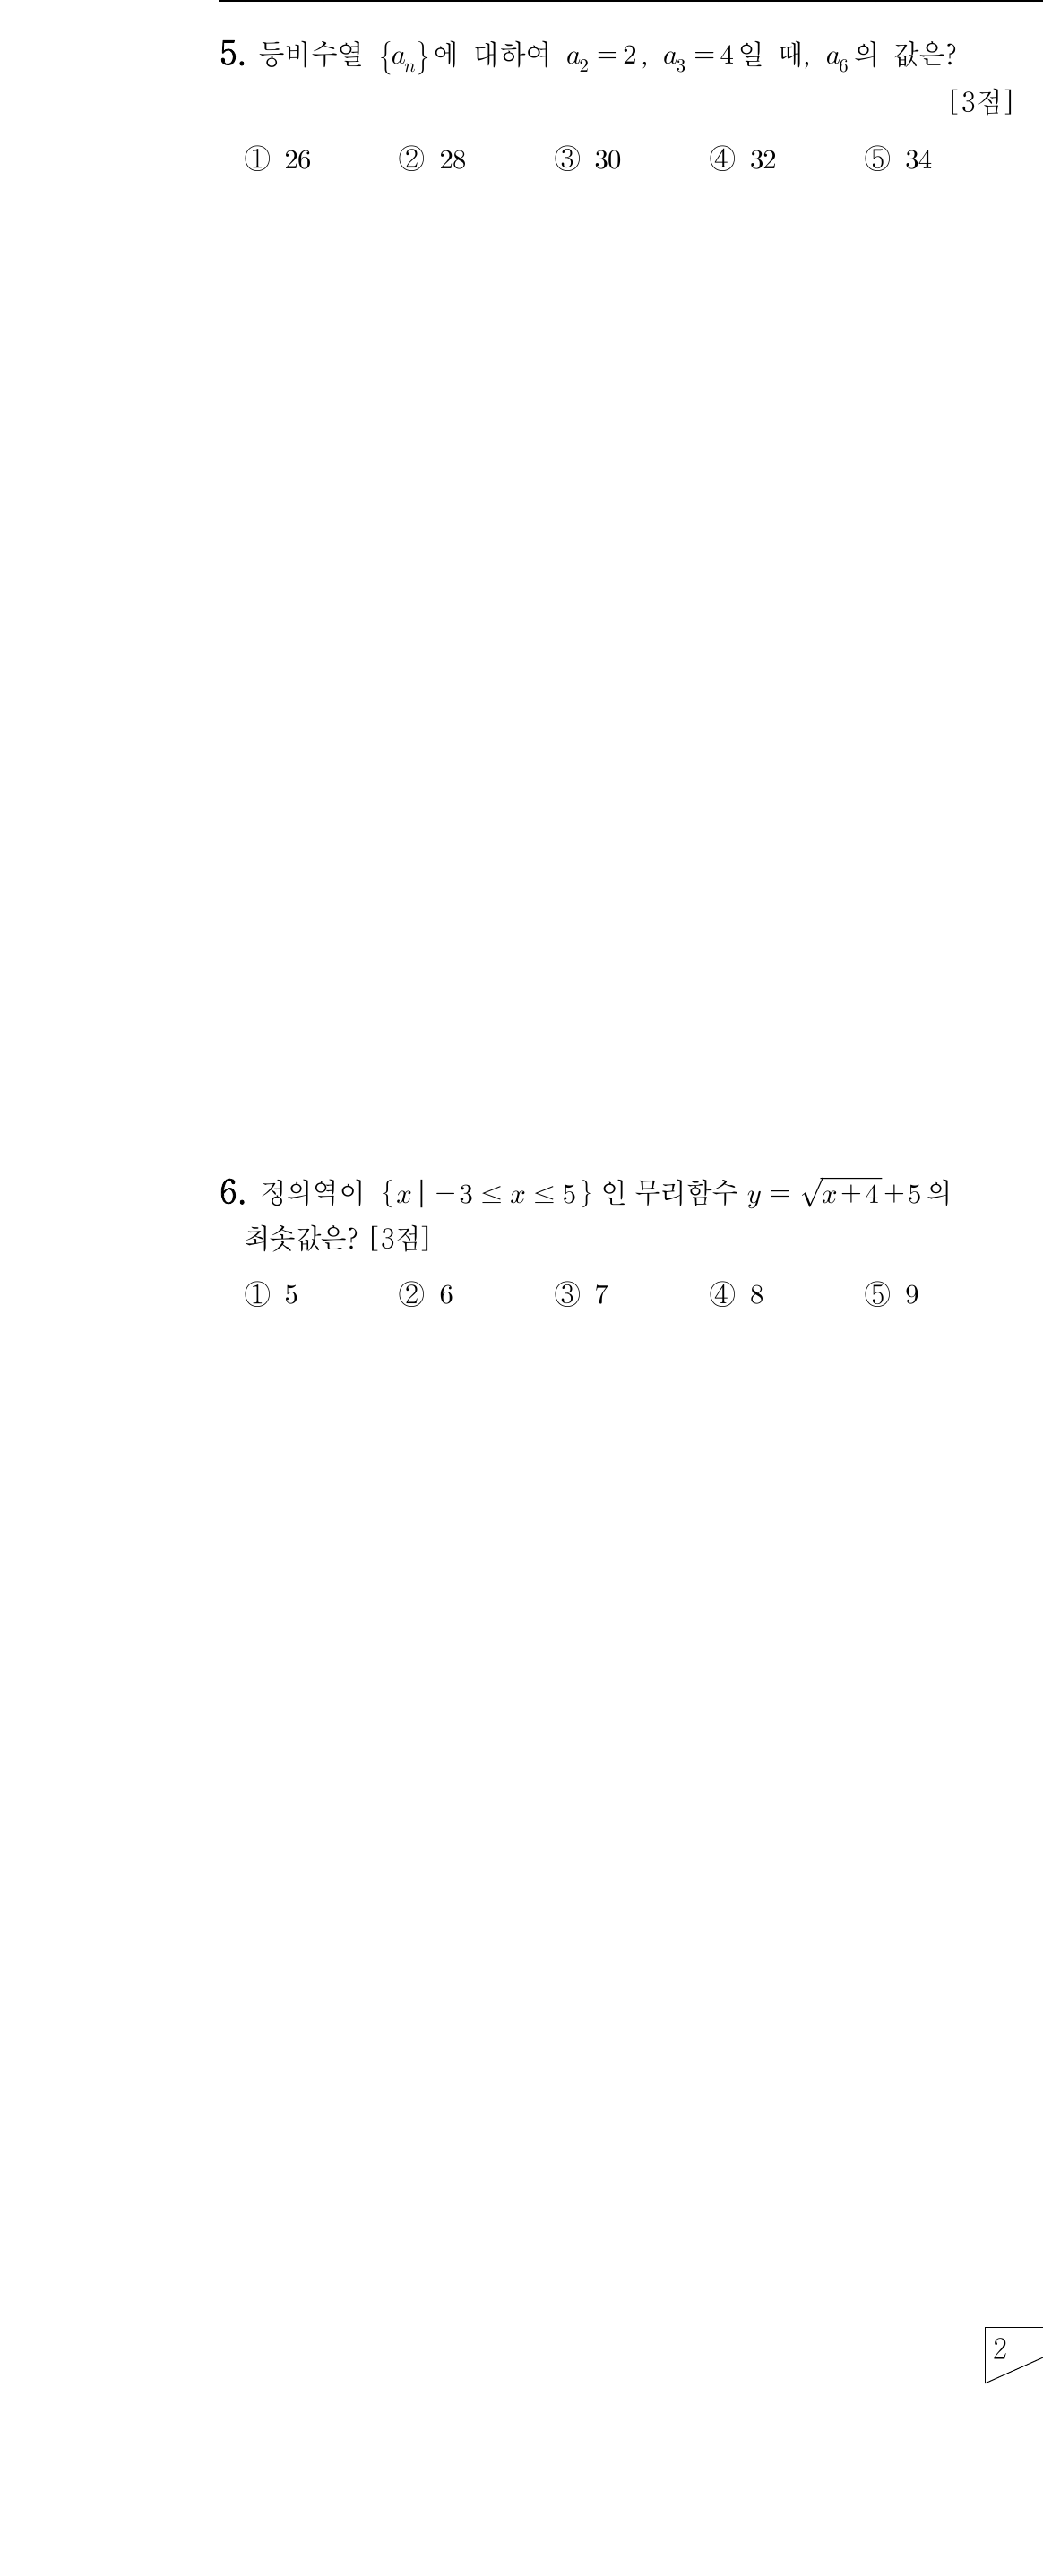 5. 등비수열 {aₙ}에 대하여 a₂ = 2, a₃ = 4일 때, a₆의 값은?
[3점]
① 26 ② 28 ③ 30 ④ 32 ⑤ 34
6. 정의역이 {x | −3 ≤ x ≤ 5}인 무리함수 y = √(x+4) + 5의
최솟값은? [3점]
① 5 ② 6 ③ 7 ④ 8 ⑤ 9
2